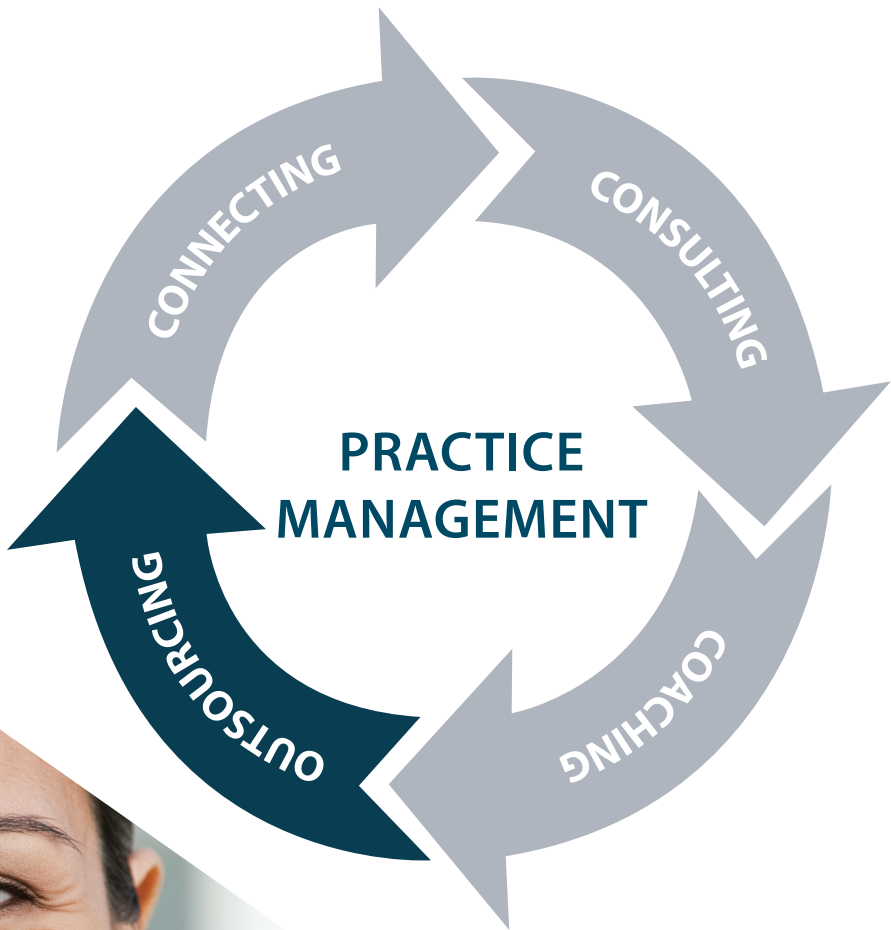 CONNECTING
CONSULTING
PRACTICE
MANAGEMENT
COACHING
OUTSOURCING